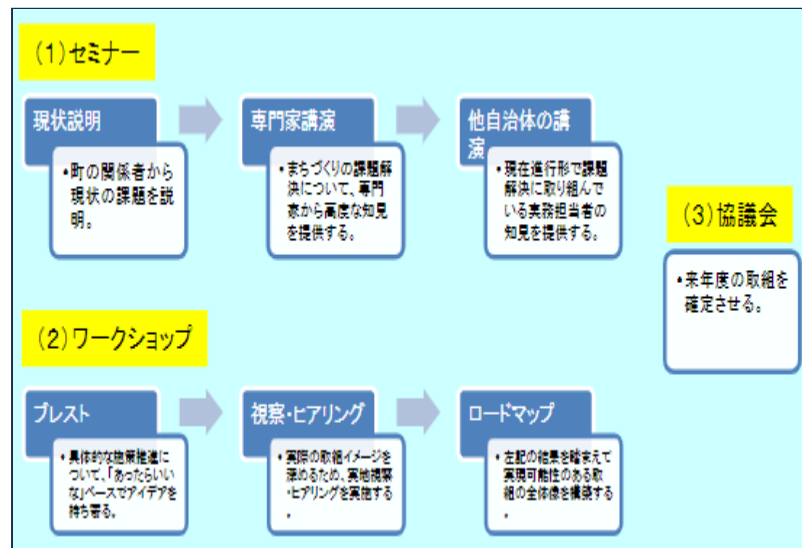 (1)セミナー
現状説明
•町の関係者から
現状の課題を説
明。
専門家講演
•まちづくりの課題解
決について、専門
家から高度な知見
を提供する。
他自治体の講
演
•現在進行形で課題
解決に取り組んで
いる実務担当者の
知見を提供する。
(2)ワークショップ
ブレスト
•具体的な施策推進に
ついて、「あったらいい
な」ベースでアイデアを
持ち寄る。
視察・ヒアリング
•実際の取組イメージを
深めるため、実地視察
・ヒアリングを実施する
。
ロードマップ
•左記の結果を踏まえて
実現可能性のある取
組の全体像を構築する
。
(3)協議会
•来年度の取組を
確定させる。